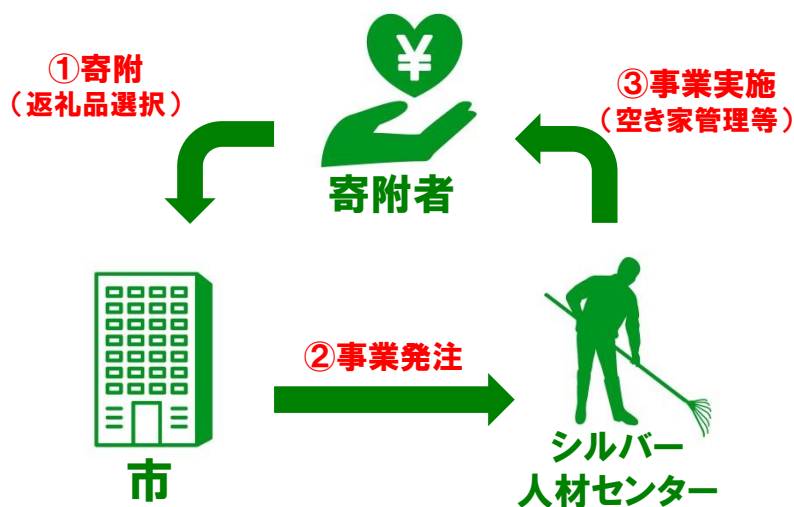 ①寄附
（返礼品選択）
¥
寄附者
③事業実施
（空き家管理等）
②事業発注
市
シルバー
人材センター